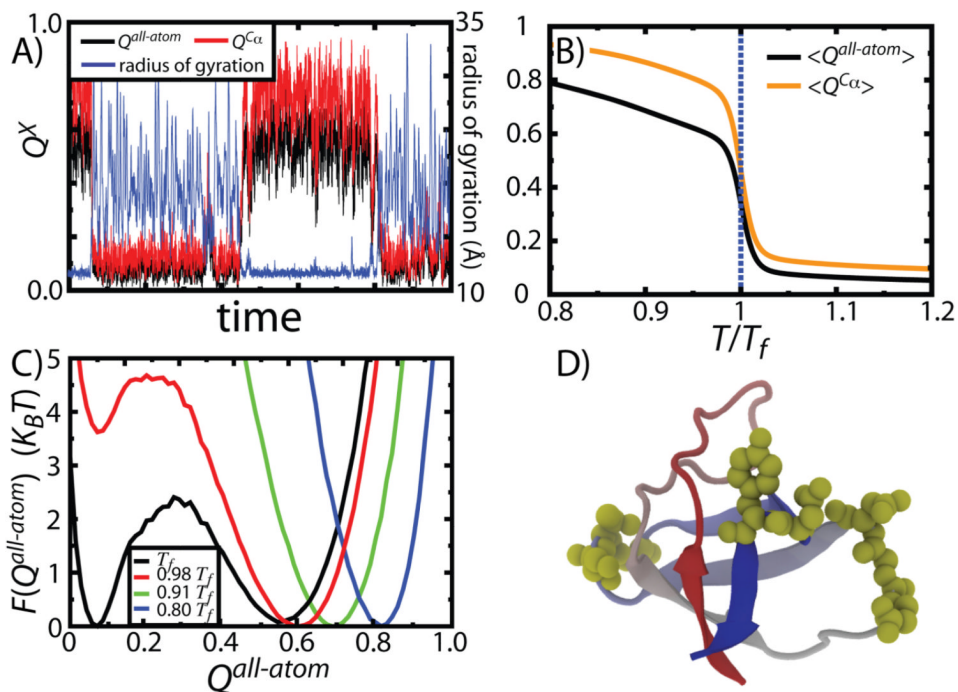 A)
Q^all-atom Q^Cα
radius of gyration
1.0
Q^X
0.0
time
35
radius of gyration (Å)
10
B)
<Q^all-atom>
<Q^Cα>
1
0.8
0.6
0.4
0.2
0
0.8 0.9 1 1.1 1.2
T/T_f
C)
5
4
3
2
1
0
F(Q^all-atom) (K_BT)
T_f
0.98 T_f
0.91 T_f
0.80 T_f
0 0.2 0.4 0.6 0.8 1.0
Q^all-atom
D)